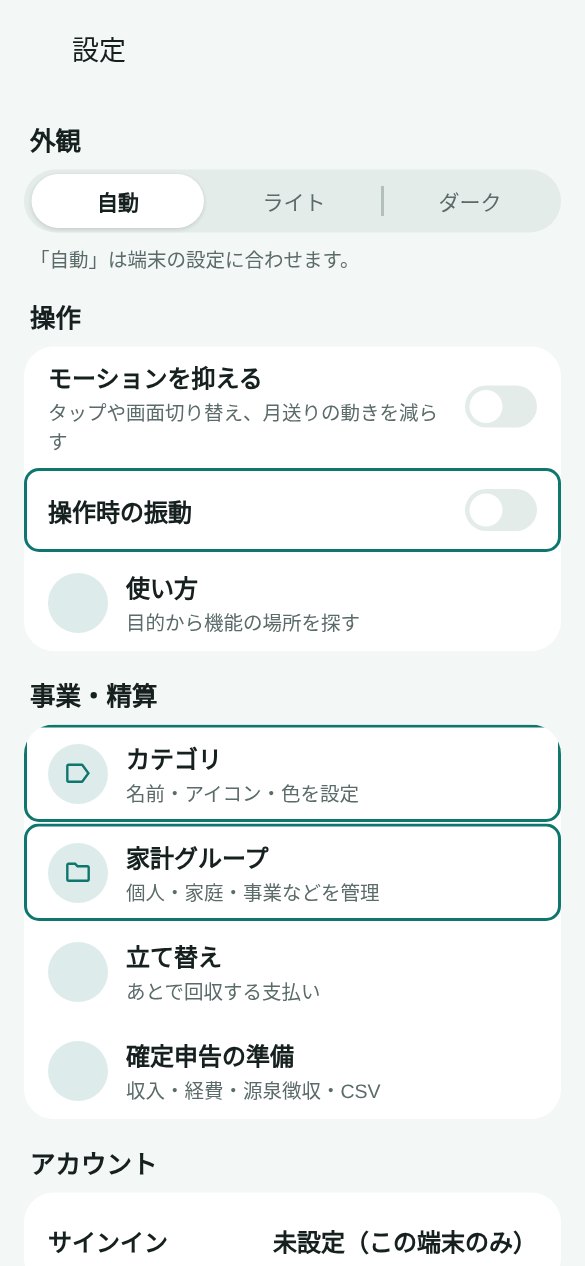 設定
外観
自動 ライト ダーク
「自動」は端末の設定に合わせます。
操作
モーションを抑える
タップや画面切り替え、月送りの動きを減ら
す
操作時の振動
使い方
目的から機能の場所を探す
事業・精算
カテゴリ
名前・アイコン・色を設定
家計グループ
個人・家庭・事業などを管理
立て替え
あとで回収する支払い
確定申告の準備
収入・経費・源泉徴収・CSV
アカウント
サインイン 未設定（この端末のみ）